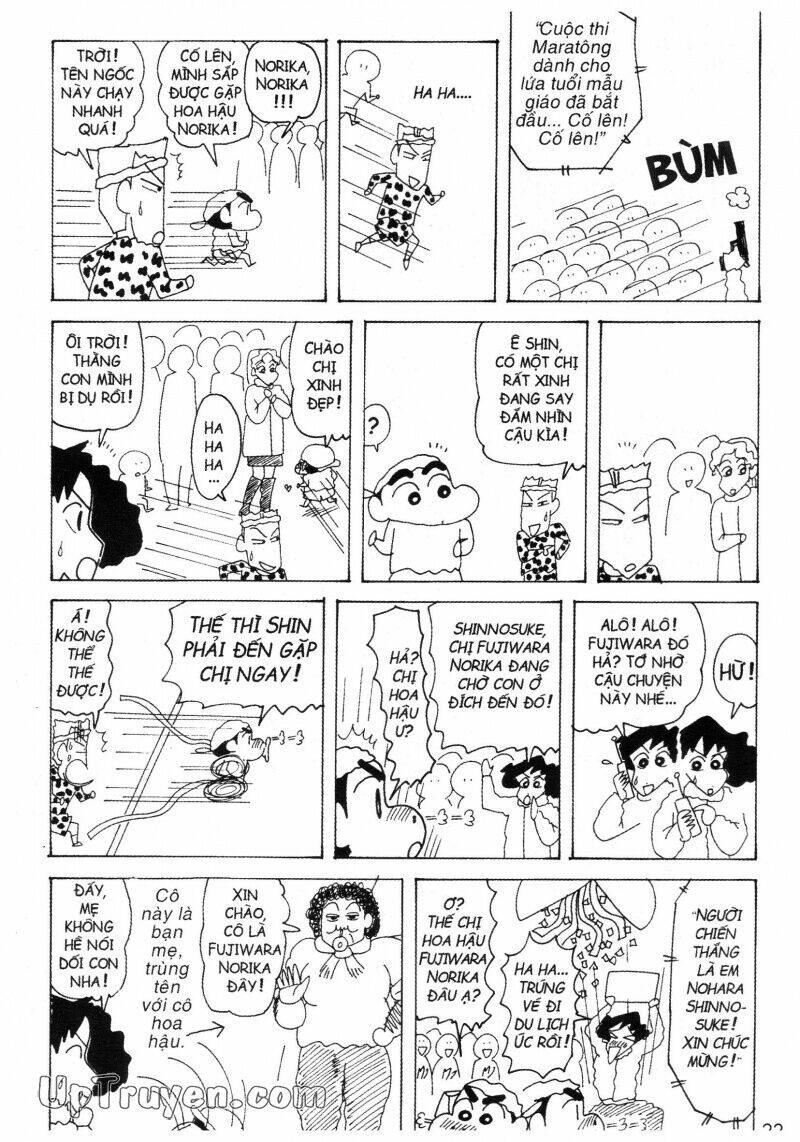 “Cuộc thi
Maratông
dành cho
lứa tuổi mẫu
giáo đã bắt
đầu... Cố lên!
Cố lên!”
BÙM
HA HA....
NORIKA,
NORIKA
!!!
CỐ LÊN,
MÌNH SẮP
ĐƯỢC GẶP
HOA HẬU
NORIKA!
TRỜI!
TÊN NGỐC
NÀY CHẠY
NHANH
QUÁ!
Ê SHIN,
CÓ MỘT CHỊ
RẤT XINH
ĐANG SAY
ĐẮM NHÌN
CẬU KÌA!
?
CHÀO
CHỊ
XINH
ĐẸP!
HA
HA
HA
...
ÔI TRỜI!
THẰNG
CON MÌNH
BỊ DỤ RỒI!
HỪ!
ALÔ! ALÔ!
FUJIWARA ĐÓ
HẢ? TỚ NHỜ
CẬU CHUYỆN
NÀY NHÉ...
SHINNOSUKE,
CHỊ FUJIWARA
NORIKA ĐANG
CHỜ CON Ở
ĐÍCH ĐẾN ĐÓ!
HẢ?
CHỊ
HOA
HẬU
Ư?
THẾ THÌ SHIN
PHẢI ĐẾN GẶP
CHỊ NGAY!
Á!
KHÔNG
THỂ
THẾ
ĐƯỢC!
“NGƯỜI
CHIẾN
THẮNG
LÀ EM
NOHARA
SHINNO-
SUKE!
XIN CHÚC
MỪNG!”
HA HA...
TRÚNG
VÉ ĐI
DU LỊCH
ÚC RỒI!
Ơ?
THẾ CHỊ
HOA HẬU
FUJIWARA
NORIKA
ĐÂU Ạ?
XIN
CHÀO,
CÔ LÀ
FUJIWARA
NORIKA
ĐÂY!
Cô
này là
bạn
mẹ,
trùng
tên
với cô
hoa
hậu.
ĐẤY,
MẸ
KHÔNG
HỀ NÓI
DỐI CON
NHA!
UpTruyen.com